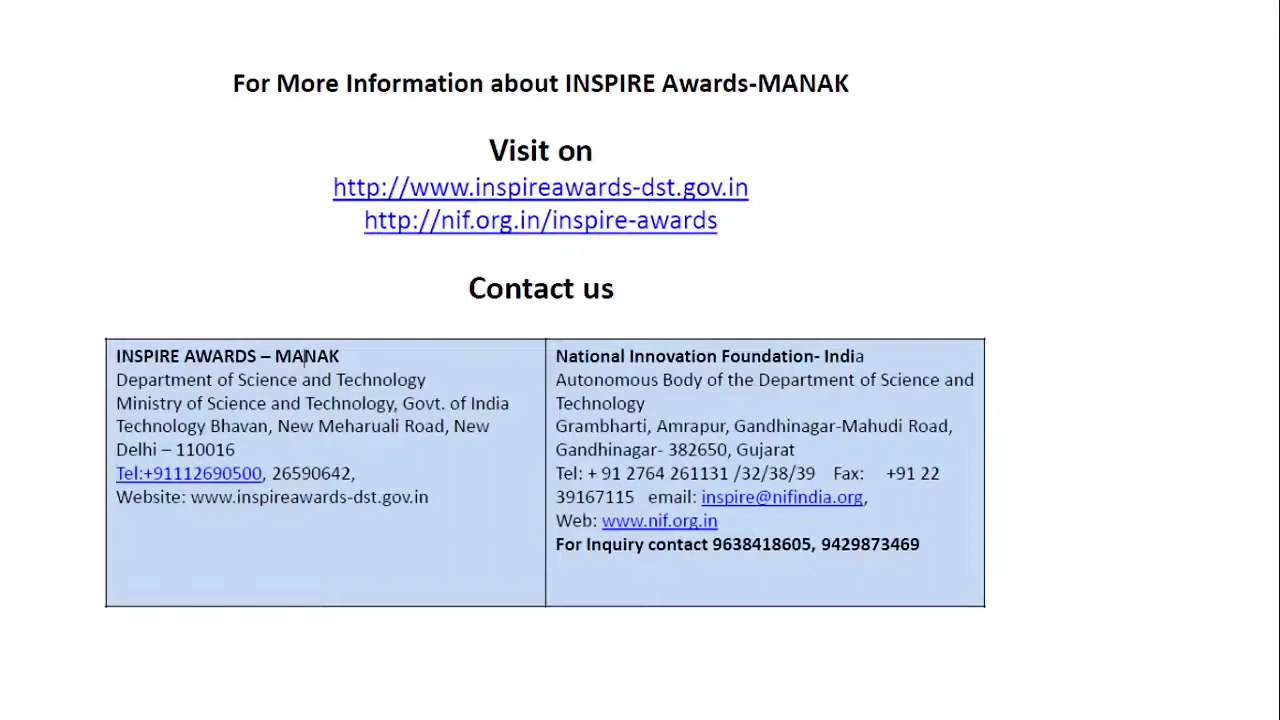 For More Information about INSPIRE Awards-MANAK
Visit on
http://www.inspireawards-dst.gov.in
http://nif.org.in/inspire-awards
Contact us
INSPIRE AWARDS – MANAK
Department of Science and Technology
Ministry of Science and Technology, Govt. of India
Technology Bhavan, New Meharuali Road, New
Delhi – 110016
Tel:+91112690500, 26590642,
Website: www.inspireawards-dst.gov.in
National Innovation Foundation- India
Autonomous Body of the Department of Science and
Technology
Grambharti, Amrapur, Gandhinagar-Mahudi Road,
Gandhinagar- 382650, Gujarat
Tel: + 91 2764 261131 /32/38/39 Fax: +91 22
39167115 email: inspire@nifindia.org,
Web: www.nif.org.in
For Inquiry contact 9638418605, 9429873469